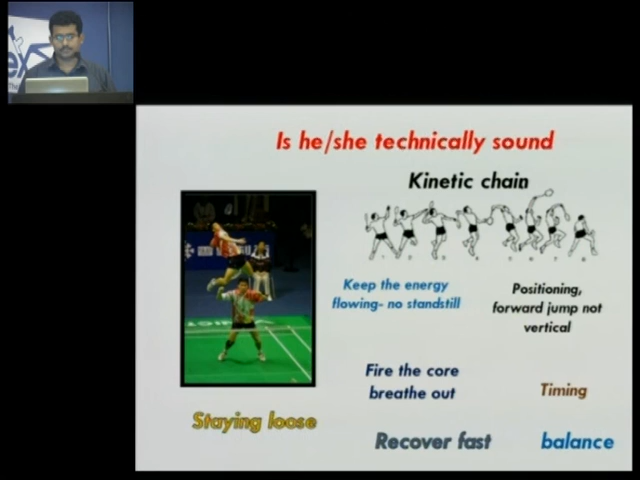 Is he/she technically sound
Kinetic chain
Keep the energy
flowing- no standstill
Positioning,
forward jump not
vertical
Fire the core
breathe out
Timing
Staying loose
Recover fast
balance